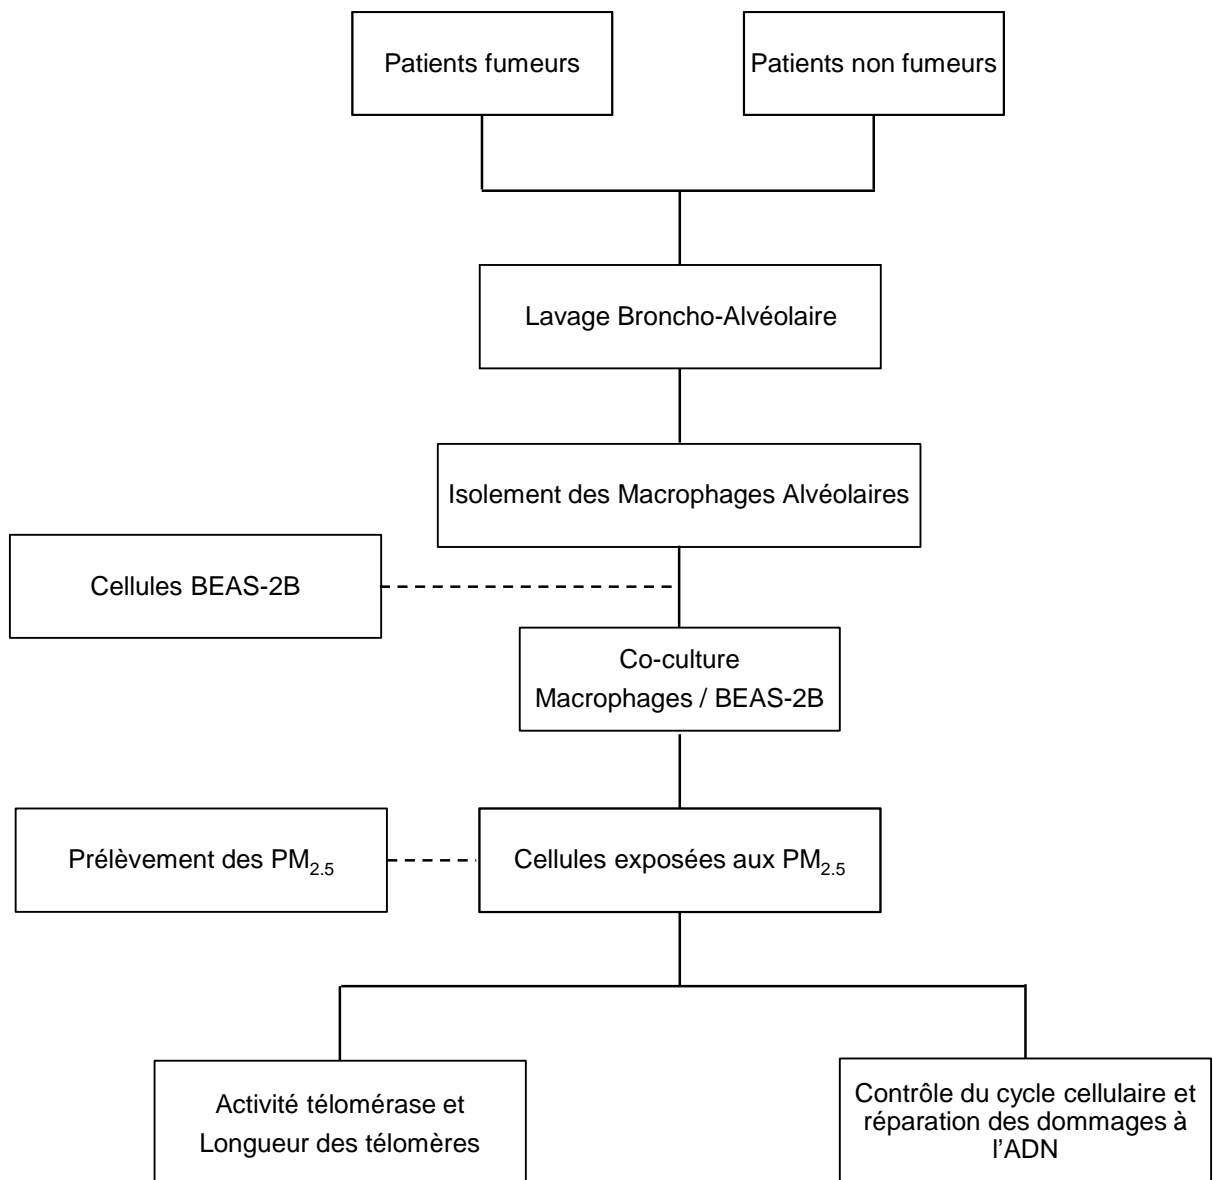 Patients fumeurs
Patients non fumeurs
Lavage Broncho-Alvéolaire
Isolement des Macrophages Alvéolaires
Cellules BEAS-2B
Co-culture
Macrophages / BEAS-2B
Prélèvement des PM2.5
Cellules exposées aux PM2.5
Activité télomérase et
Longueur des télomères
Contrôle du cycle cellulaire et
réparation des dommages à
l’ADN